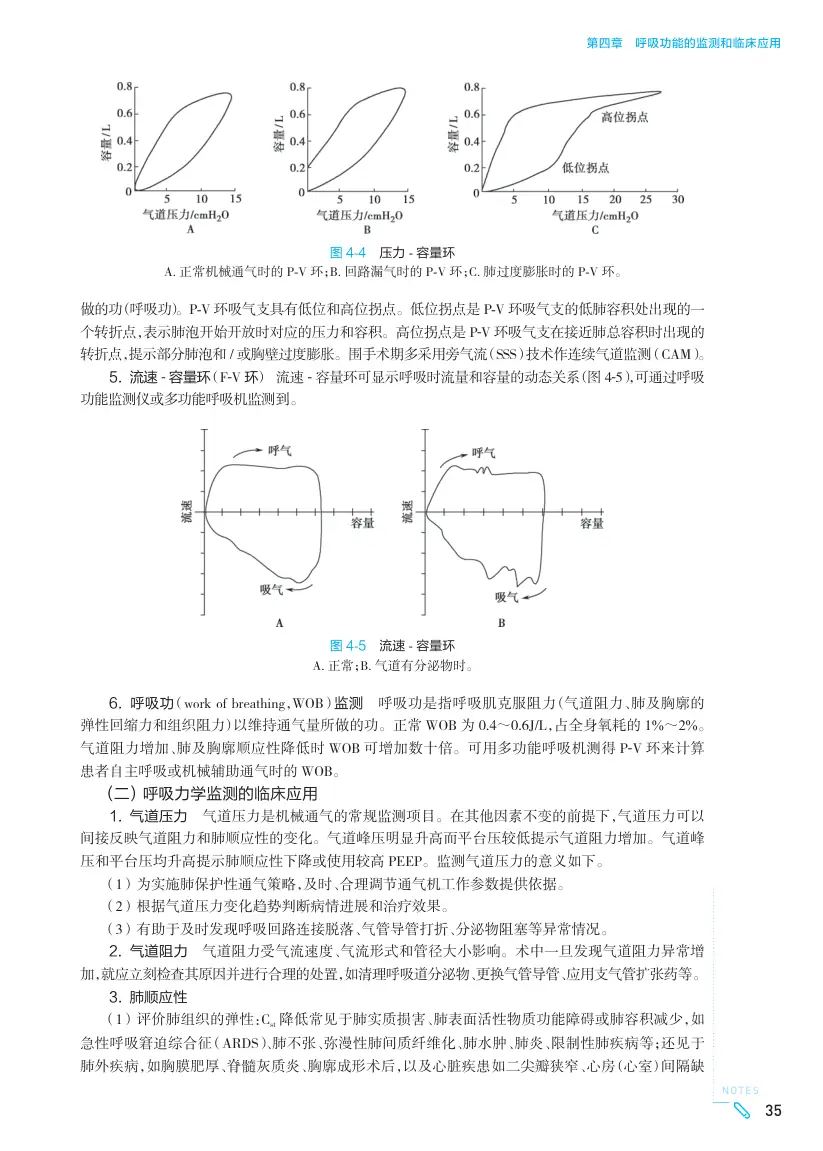 第四章 呼吸功能的监测和临床应用
0.8
0.6
0.4
0.2
0
容量/L
5 10 15
气道压力/cmH₂O
A
0.8
0.6
0.4
0.2
0
容量/L
5 10 15
气道压力/cmH₂O
B
0.8
0.6
0.4
0.2
0
容量/L
高位拐点
低位拐点
5 10 15 20 25 30
气道压力/cmH₂O
C
图 4-4 压力 - 容量环
A. 正常机械通气时的 P-V 环；B. 回路漏气时的 P-V 环；C. 肺过度膨胀时的 P-V 环。
做的功（呼吸功）。P-V 环吸气支具有低位和高位拐点。低位拐点是 P-V 环吸气支的低肺容积处出现的一
个转折点，表示肺泡开始开放时对应的压力和容积。高位拐点是 P-V 环吸气支在接近肺总容积时出现的
转折点，提示部分肺泡和 / 或胸壁过度膨胀。围手术期多采用旁气流（SSS）技术作连续气道监测（CAM）。
5. 流速 - 容量环（F-V 环） 流速 - 容量环可显示呼吸时流量和容量的动态关系（图 4-5），可通过呼吸
功能监测仪或多功能呼吸机监测到。
呼气
流速
容量
吸气
A
呼气
流速
容量
吸气
B
图 4-5 流速 - 容量环
A. 正常；B. 气道有分泌物时。
6. 呼吸功（work of breathing，WOB）监测 呼吸功是指呼吸肌克服阻力（气道阻力、肺及胸廓的
弹性回缩力和组织阻力）以维持通气量所做的功。正常 WOB 为 0.4～0.6J/L，占全身氧耗的 1%～2%。
气道阻力增加、肺及胸廓顺应性降低时 WOB 可增加数十倍。可用多功能呼吸机测得 P-V 环来计算
患者自主呼吸或机械辅助通气时的 WOB。
（二）呼吸力学监测的临床应用
1. 气道压力 气道压力是机械通气的常规监测项目。在其他因素不变的前提下，气道压力可以
间接反映气道阻力和肺顺应性的变化。气道峰压明显升高而平台压较低提示气道阻力增加。气道峰
压和平台压均升高提示肺顺应性下降或使用较高 PEEP。监测气道压力的意义如下。
（1）为实施肺保护性通气策略，及时、合理调节通气机工作参数提供依据。
（2）根据气道压力变化趋势判断病情进展和治疗效果。
（3）有助于及时发现呼吸回路连接脱落、气管导管打折、分泌物阻塞等异常情况。
2. 气道阻力 气道阻力受气流速度、气流形式和管径大小影响。术中一旦发现气道阻力异常增
加，就应立刻检查其原因并进行合理的处置，如清理呼吸道分泌物、更换气管导管、应用支气管扩张药等。
3. 肺顺应性
（1）评价肺组织的弹性：Cst 降低常见于肺实质损害、肺表面活性物质功能障碍或肺容积减少，如
急性呼吸窘迫综合征（ARDS）、肺不张、弥漫性肺间质纤维化、肺水肿、肺炎、限制性肺疾病等；还见于
肺外疾病，如胸膜肥厚、脊髓灰质炎、胸廓成形术后，以及心脏疾患如二尖瓣狭窄、心房（心室）间隔缺
NOTES
35